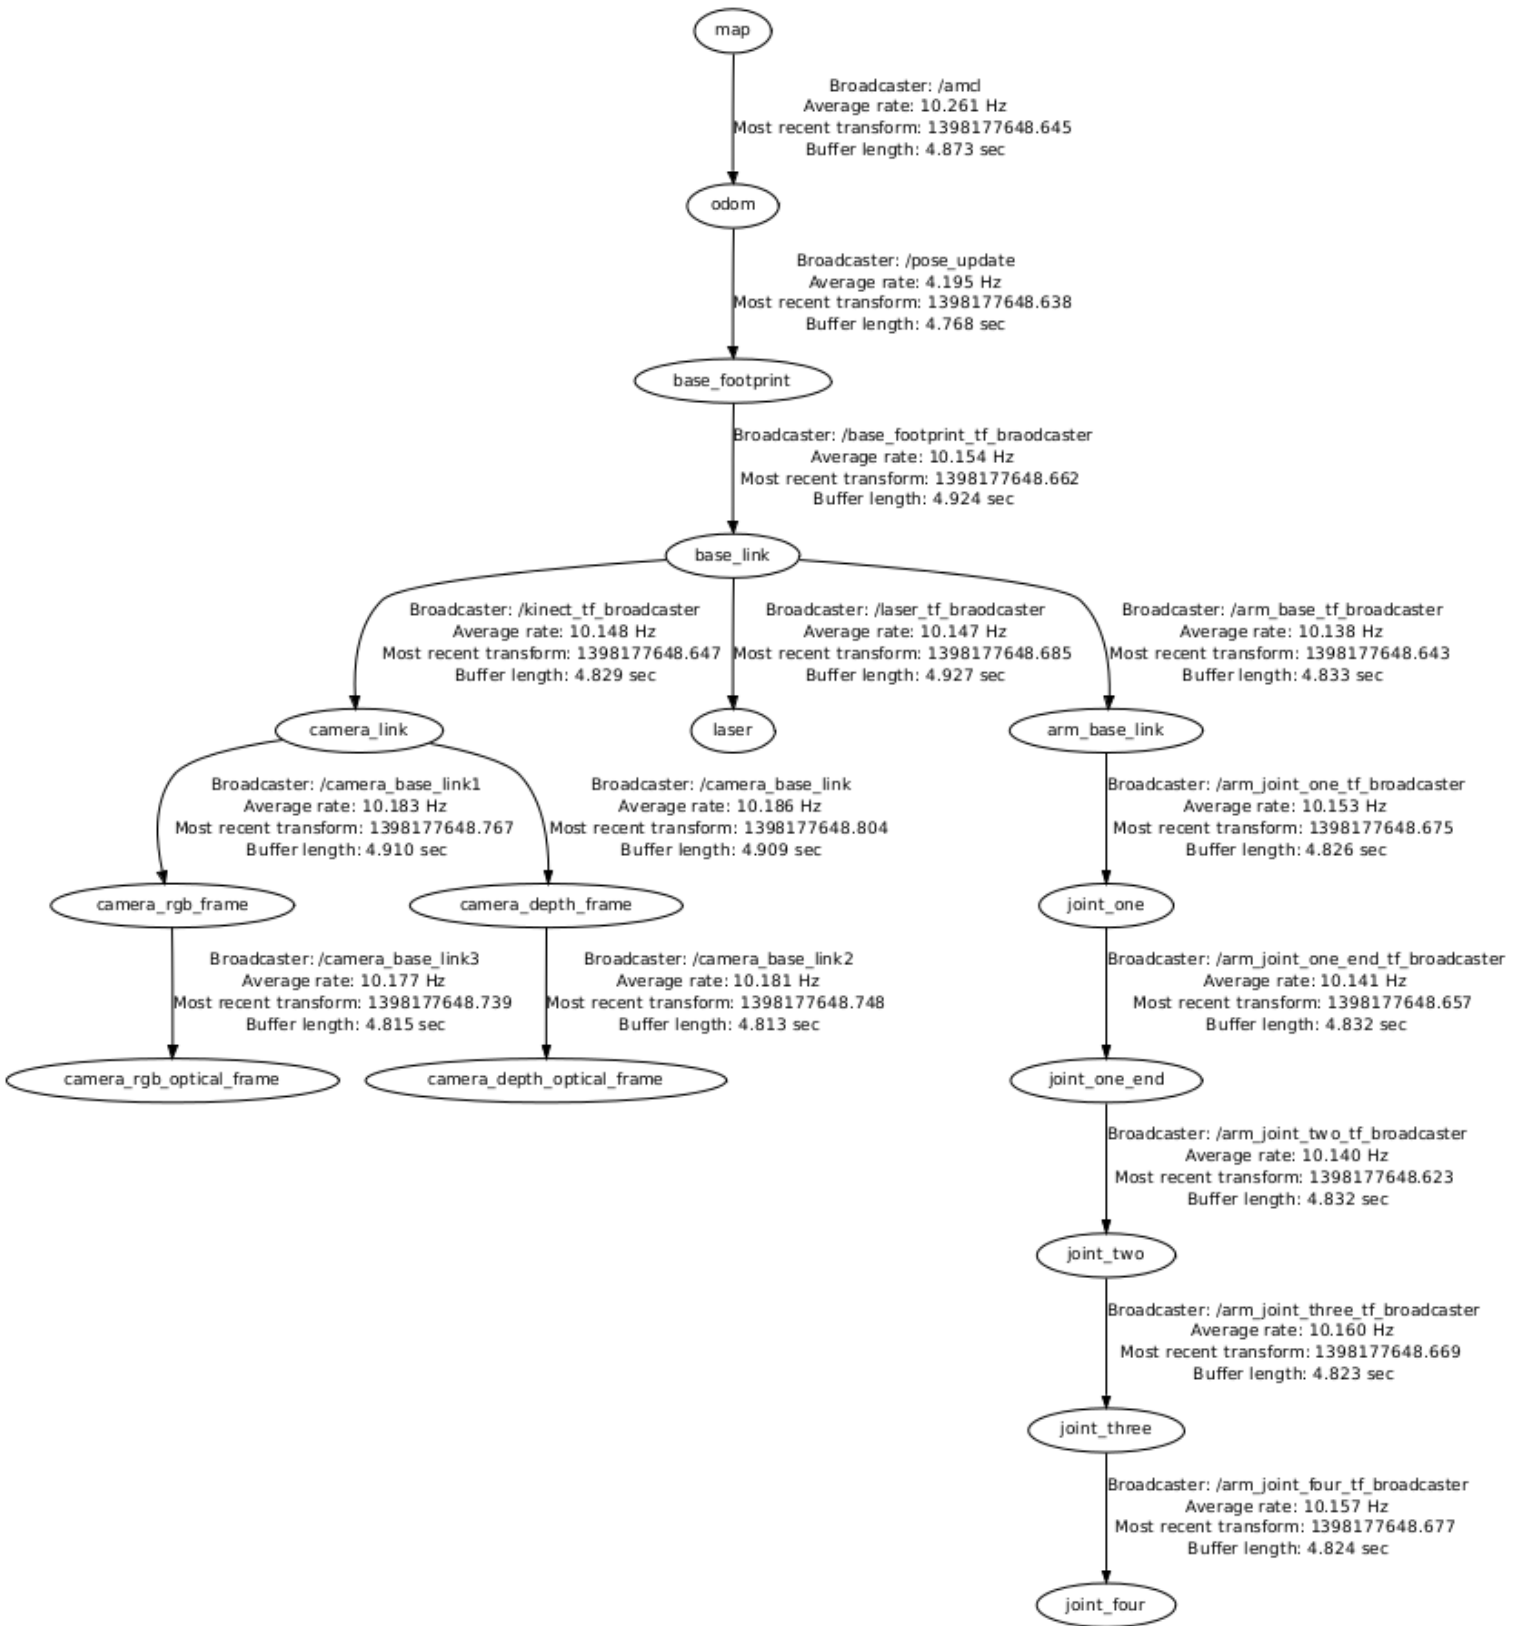 map
Broadcaster: /amcl
Average rate: 10.261 Hz
Most recent transform: 1398177648.645
Buffer length: 4.873 sec
odom
Broadcaster: /pose_update
Average rate: 4.195 Hz
Most recent transform: 1398177648.638
Buffer length: 4.768 sec
base_footprint
Broadcaster: /base_footprint_tf_braodcaster
Average rate: 10.154 Hz
Most recent transform: 1398177648.662
Buffer length: 4.924 sec
base_link
Broadcaster: /kinect_tf_broadcaster
Average rate: 10.148 Hz
Most recent transform: 1398177648.647
Buffer length: 4.829 sec
Broadcaster: /laser_tf_braodcaster
Average rate: 10.147 Hz
Most recent transform: 1398177648.685
Buffer length: 4.927 sec
Broadcaster: /arm_base_tf_broadcaster
Average rate: 10.138 Hz
Most recent transform: 1398177648.643
Buffer length: 4.833 sec
camera_link
laser
arm_base_link
Broadcaster: /camera_base_link1
Average rate: 10.183 Hz
Most recent transform: 1398177648.767
Buffer length: 4.910 sec
Broadcaster: /camera_base_link
Average rate: 10.186 Hz
Most recent transform: 1398177648.804
Buffer length: 4.909 sec
Broadcaster: /arm_joint_one_tf_broadcaster
Average rate: 10.153 Hz
Most recent transform: 1398177648.675
Buffer length: 4.826 sec
camera_rgb_frame
camera_depth_frame
joint_one
Broadcaster: /camera_base_link3
Average rate: 10.177 Hz
Most recent transform: 1398177648.739
Buffer length: 4.815 sec
Broadcaster: /camera_base_link2
Average rate: 10.181 Hz
Most recent transform: 1398177648.748
Buffer length: 4.813 sec
Broadcaster: /arm_joint_one_end_tf_broadcaster
Average rate: 10.141 Hz
Most recent transform: 1398177648.657
Buffer length: 4.832 sec
camera_rgb_optical_frame
camera_depth_optical_frame
joint_one_end
Broadcaster: /arm_joint_two_tf_broadcaster
Average rate: 10.140 Hz
Most recent transform: 1398177648.623
Buffer length: 4.832 sec
joint_two
Broadcaster: /arm_joint_three_tf_broadcaster
Average rate: 10.160 Hz
Most recent transform: 1398177648.669
Buffer length: 4.823 sec
joint_three
Broadcaster: /arm_joint_four_tf_broadcaster
Average rate: 10.157 Hz
Most recent transform: 1398177648.677
Buffer length: 4.824 sec
joint_four